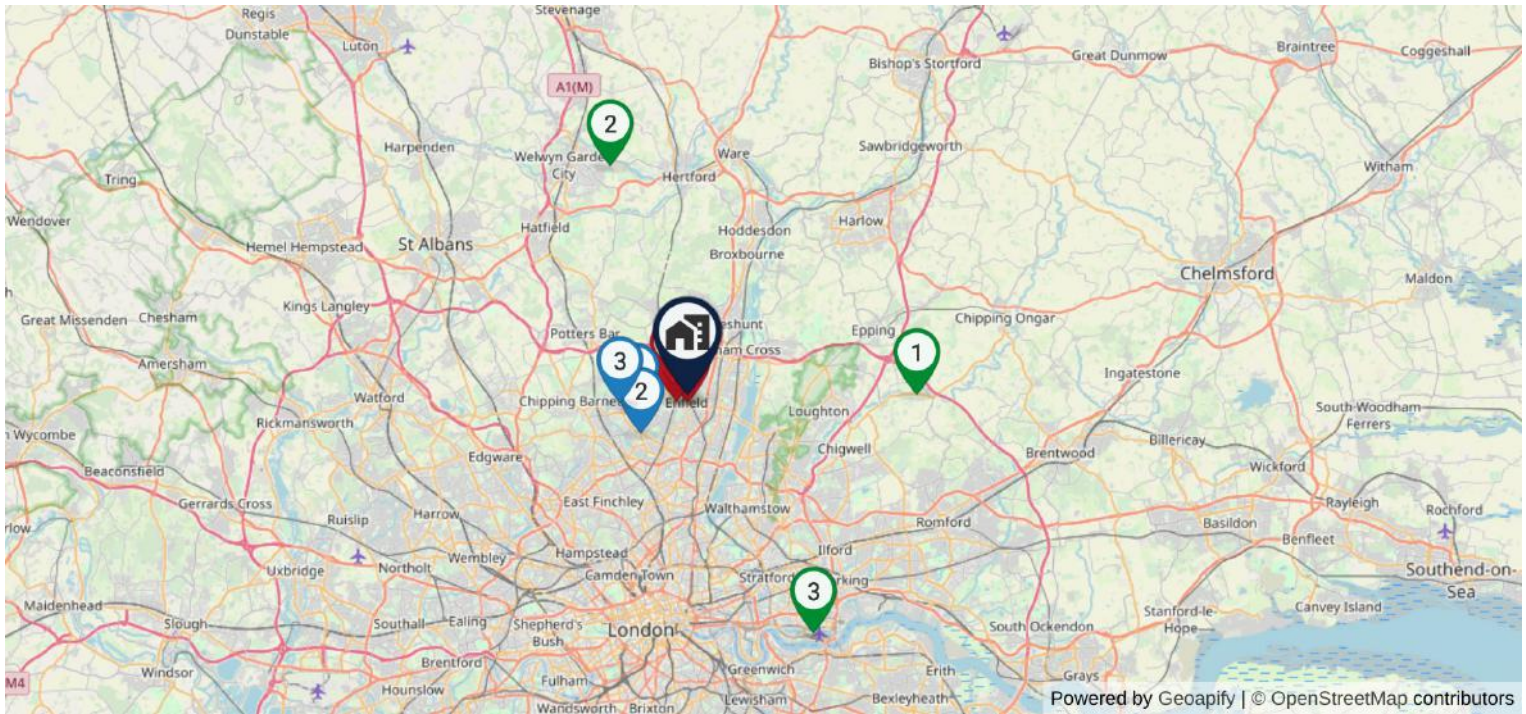 Regis
Stevenage
Dunstable
Luton
Braintree
Coggeshall
Great Dunmow
Bishop's Stortford
A1(M)
2
Harpenden
Ware
Sawbridgeworth
Welwyn Garden
City
Witham
Tring
Hertford
Wendover
Harlow
Hatfield
Hoddesdon
St Albans
Hemel Hempstead
Broxbourne
Chelmsford
Maldon
Kings Langley
Great Missenden
Chesham
Chipping Ongar
Potters Bar
eshunt
Epping
am Cross
3
1
Amersham
Ingatestone
2
Watford
Chipping Barne
Enfield
Loughton
South Woodham
Ferrers
Rickmansworth
n Wycombe
Chigwell
Billericay
Brentwood
Edgware
Beaconsfield
Wickford
Gerrards Cross
East Finchley
Walthamstow
Rayleigh
Rochford
Harrow
Ruislip
Romford
Basildon
Benfleet
Hampstead
Ilford
Wembley
Northolt
Uxbridge
Camden Town
Stratford
rking
Southend-on-
Sea
3
Maidenhead
Canvey Island
Slough
Southall
Ealing
Shepherd's
Bush
London
South Ockendon
Stanford-le-
Hope
Brentford
Greenwich
Erith
Windsor
Grays
M4
Fulham
Hounslow
Lewisham
Bexleyheath
Wandsworth
Brixton
Powered by Geoapify | © OpenStreetMap contributors